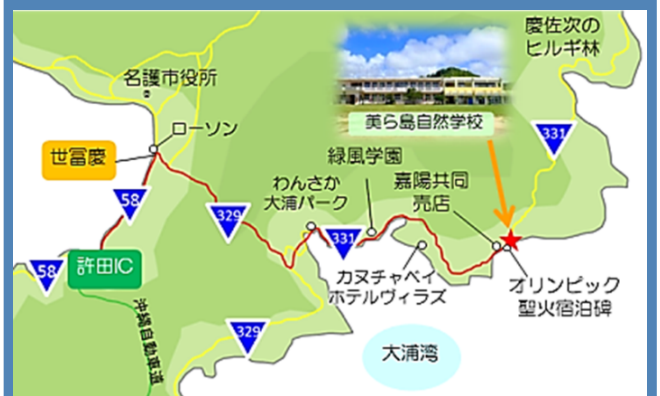 慶佐次の
ヒルギ林
名護市役所
ローソン
美ら島自然学校
331
世冨慶
緑風学園
わんさか
大浦パーク
嘉陽共同
売店
58
329
331
許田IC
58
カヌチャベイ
ホテルヴィラズ
オリンピック
聖火宿泊碑
沖縄自動車道
329
大浦湾